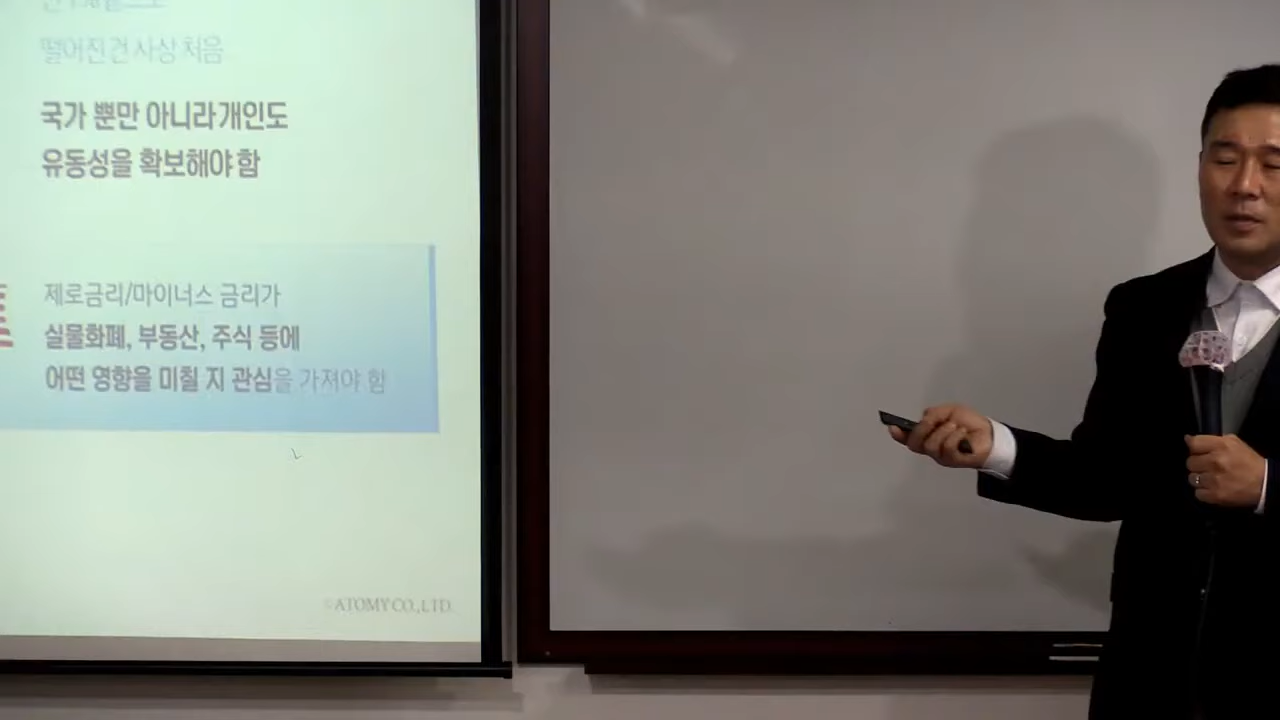 떨어진 건 사상 처음
국가 뿐만 아니라 개인도
유동성을 확보해야 함
제로금리/마이너스 금리가
실물화폐, 부동산, 주식 등에
어떤 영향을 미칠 지 관심을 가져야 함
©ATOMY CO., LTD.